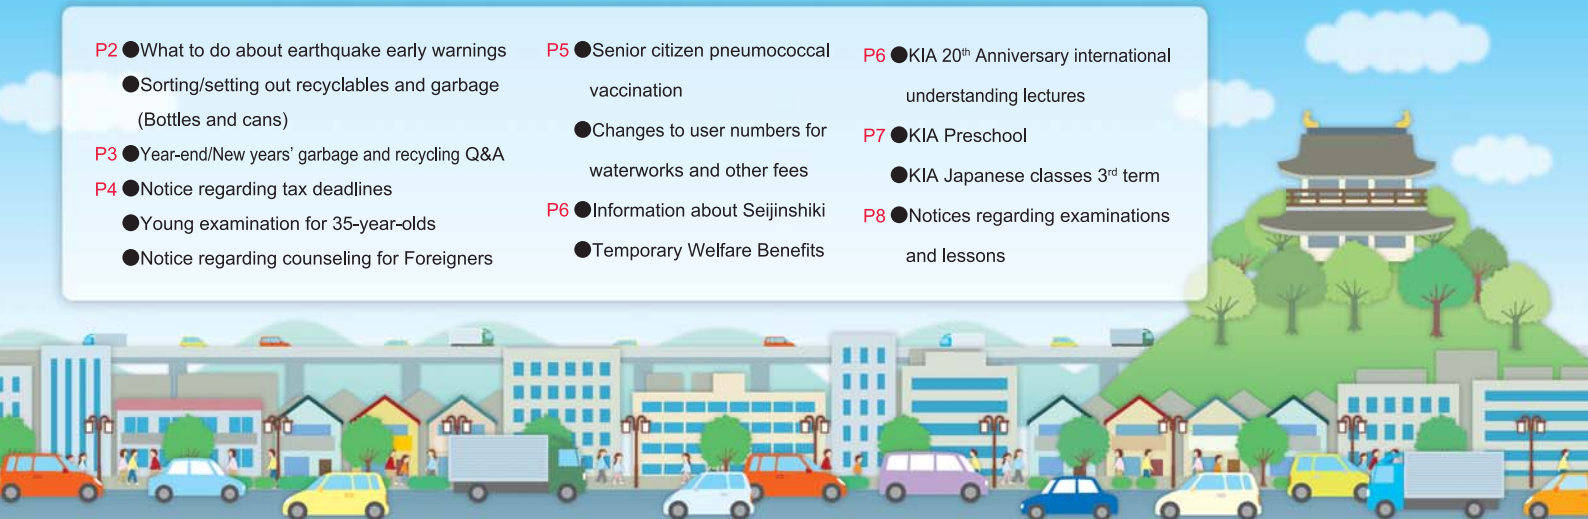 P2 ●What to do about earthquake early warnings
●Sorting/setting out recyclables and garbage
(Bottles and cans)
P3 ●Year-end/New years' garbage and recycling Q&A
P4 ●Notice regarding tax deadlines
●Young examination for 35-year-olds
●Notice regarding counseling for Foreigners
P5 ●Senior citizen pneumococcal
vaccination
●Changes to user numbers for
waterworks and other fees
P6 ●Information about Seijinshiki
●Temporary Welfare Benefits
P6 ●KIA 20th Anniversary international
understanding lectures
P7 ●KIA Preschool
●KIA Japanese classes 3rd term
P8 ●Notices regarding examinations
and lessons